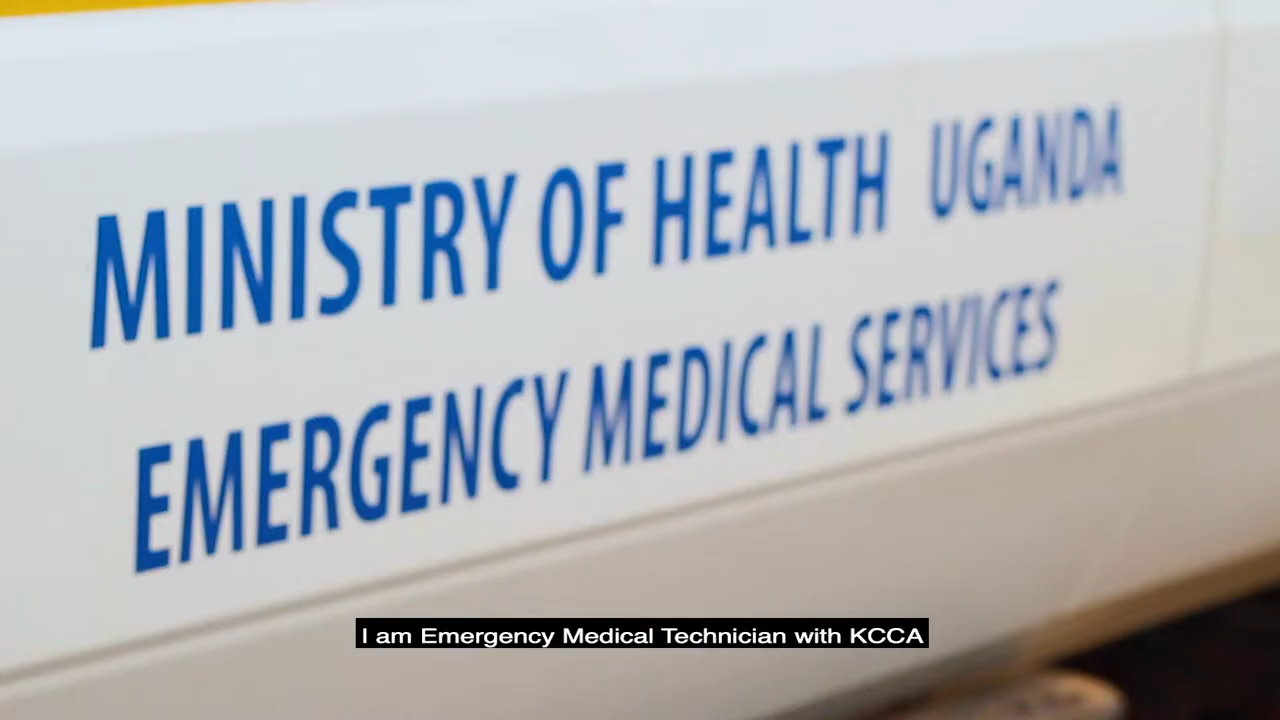 MINISTRY OF HEALTH UGANDA
EMERGENCY MEDICAL SERVICES
I am Emergency Medical Technician with KCCA